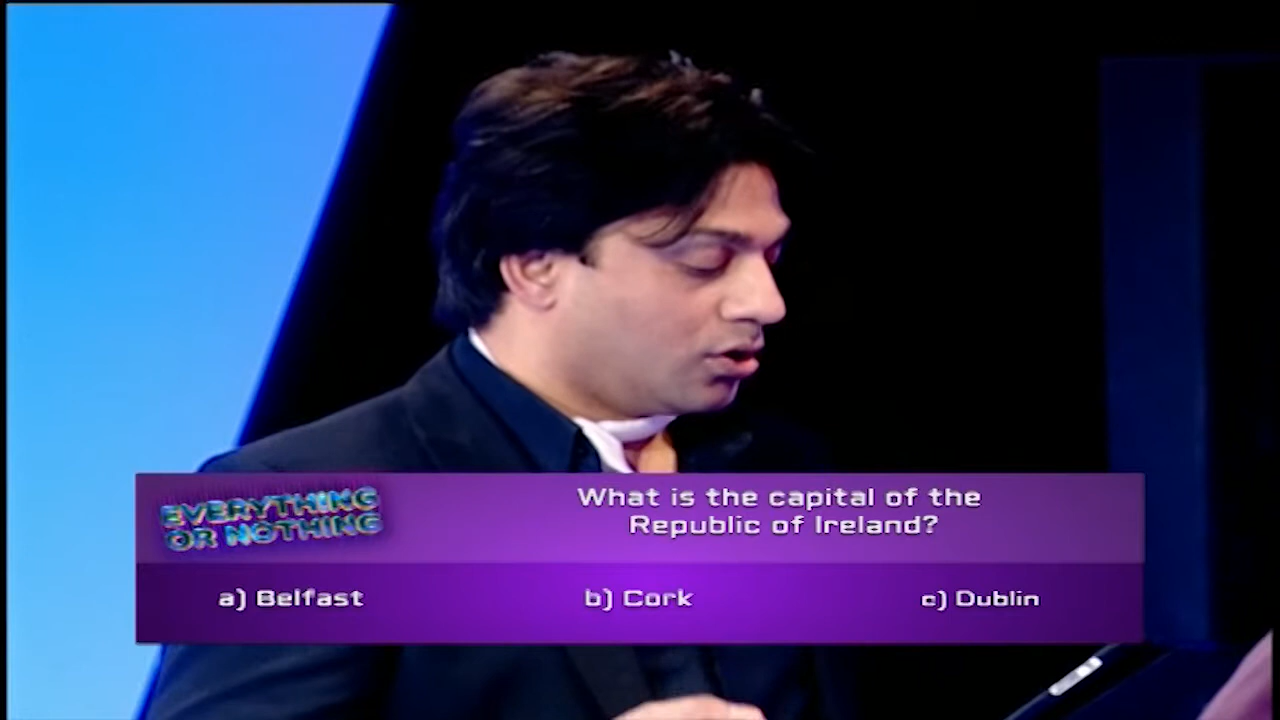 EVERYTHING
OR NOTHING
What is the capital of the
Republic of Ireland?
a) Belfast
b) Cork
c) Dublin